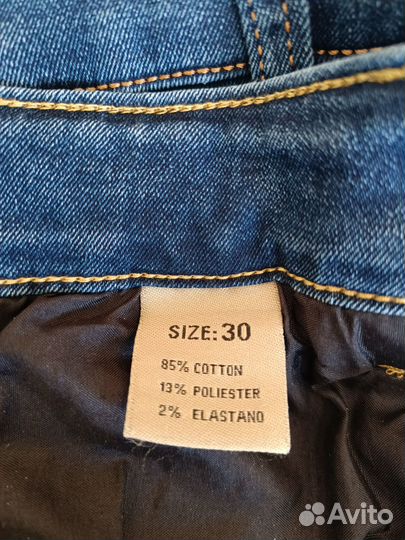 SIZE: 30
85% COTTON
13% POLIESTER
2% ELASTANO
Avito